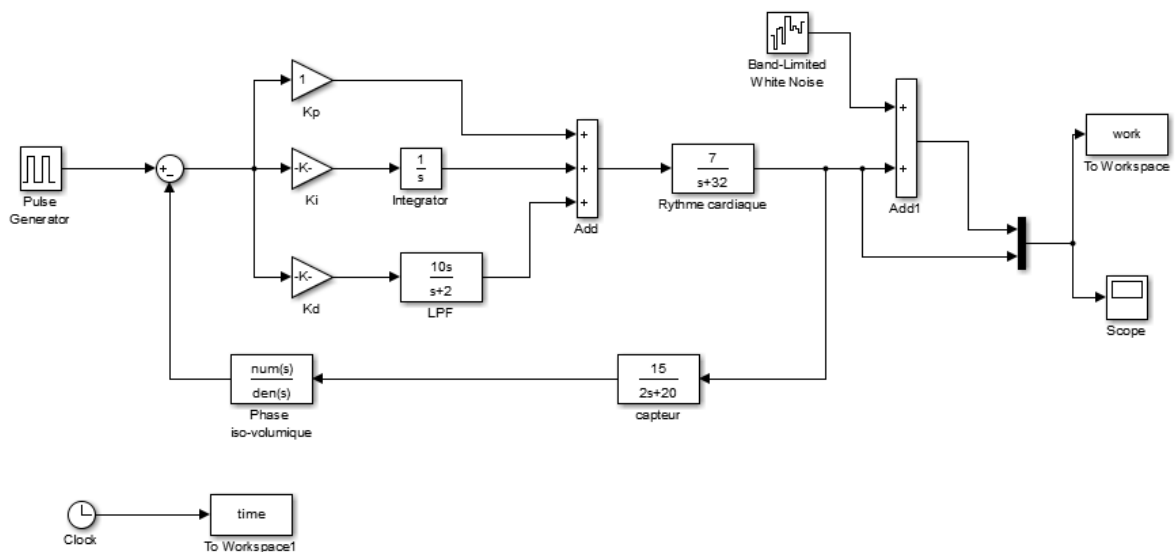 Band-Limited
White Noise
1
Kp
+
+
work
To Workspace
Pulse
Generator
+
-
-K-
Ki
1
s
Integrator
+
+
+
Add
7
s+32
Rythme cardiaque
+
Add1
-K-
Kd
10s
s+2
LPF
Scope
num(s)
den(s)
Phase
iso-volumique
15
2s+20
capteur
Clock
time
To Workspace1